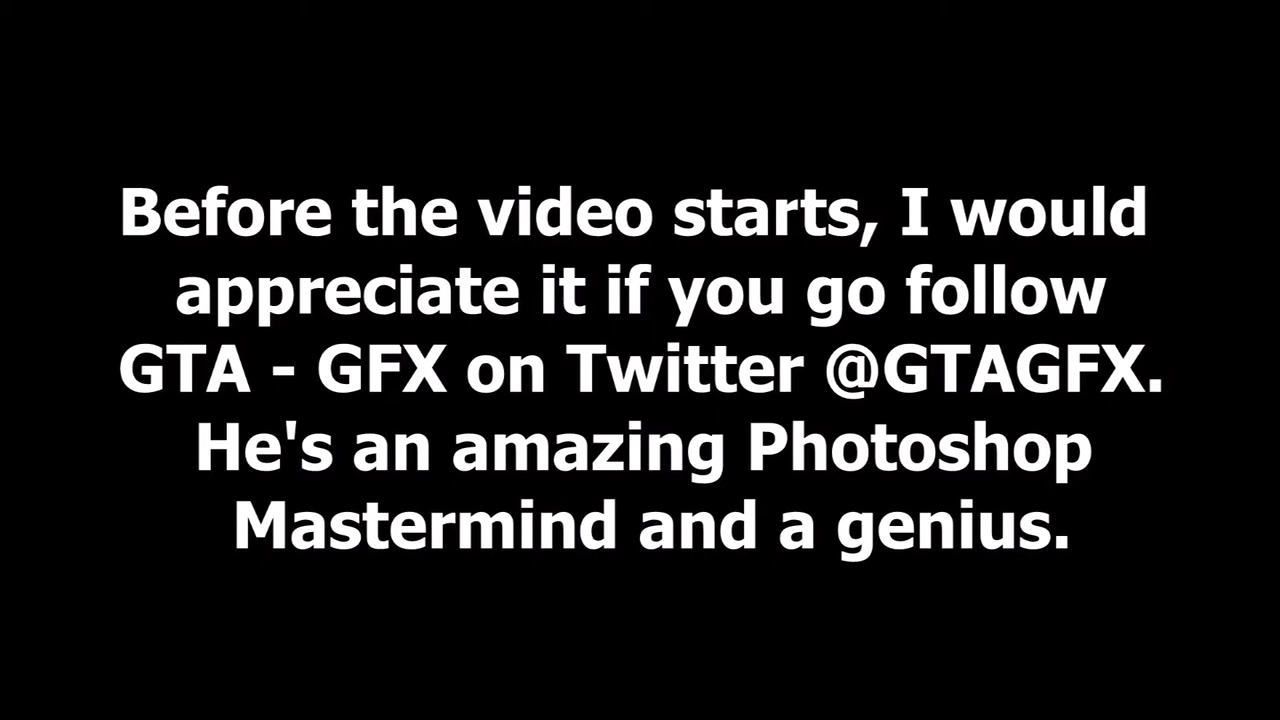 Before the video starts, I would
appreciate it if you go follow
GTA - GFX on Twitter @GTAGFX.
He's an amazing Photoshop
Mastermind and a genius.